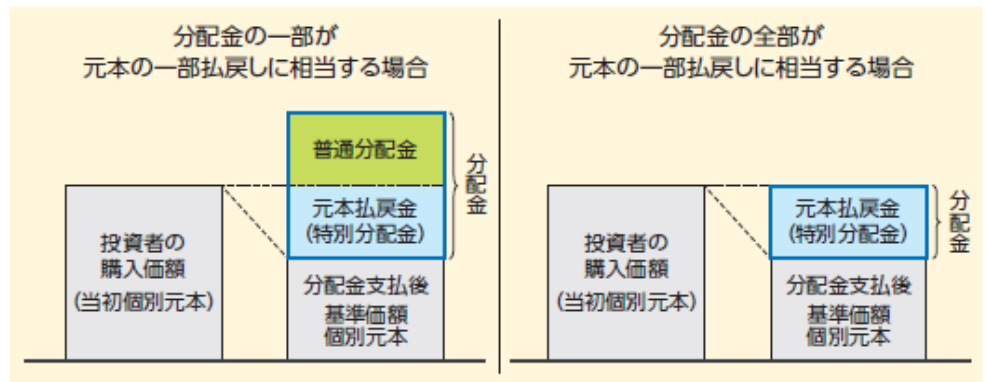 分配金の一部が
元本の一部払戻しに相当する場合
普通分配金
元本払戻金
(特別分配金)
分配金
投資者の
購入価額
(当初個別元本)
分配金支払後
基準価額
個別元本
分配金の全部が
元本の一部払戻しに相当する場合
元本払戻金
(特別分配金)
分配金
投資者の
購入価額
(当初個別元本)
分配金支払後
基準価額
個別元本